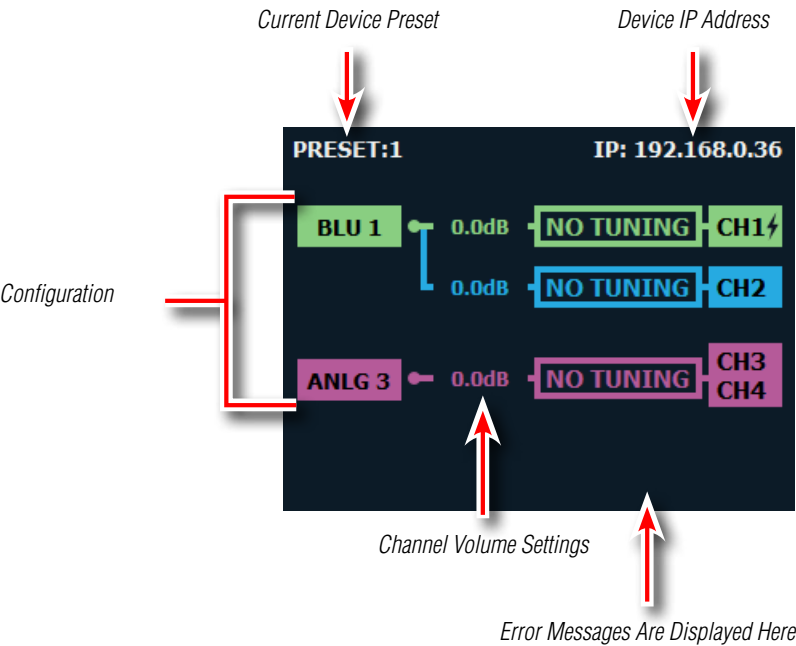 Current Device Preset
Device IP Address
PRESET:1
IP: 192.168.0.36
BLU 1
0.0dB
NO TUNING
CH1
0.0dB
NO TUNING
CH2
Configuration
ANLG 3
0.0dB
NO TUNING
CH3
CH4
Channel Volume Settings
Error Messages Are Displayed Here